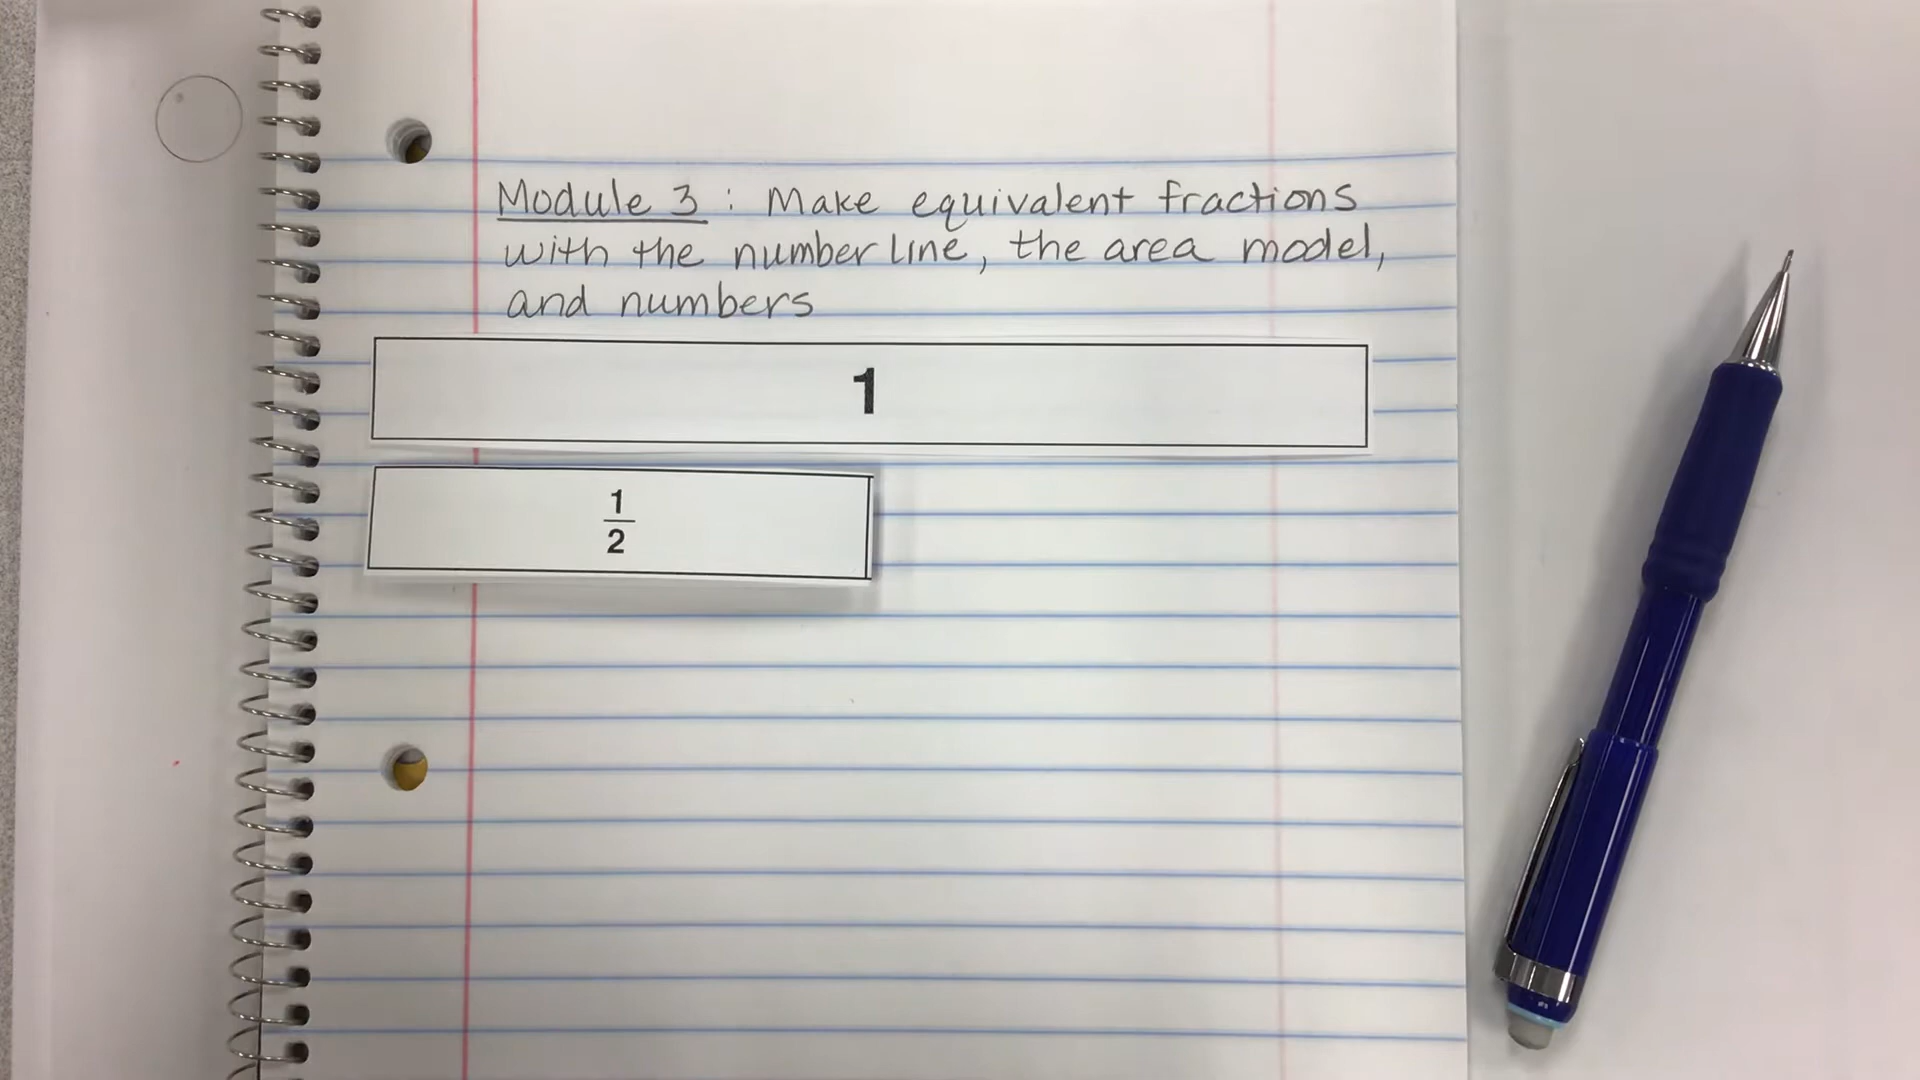 Module 3 : Make equivalent fractions
with the number line, the area model,
and numbers
1
1
2